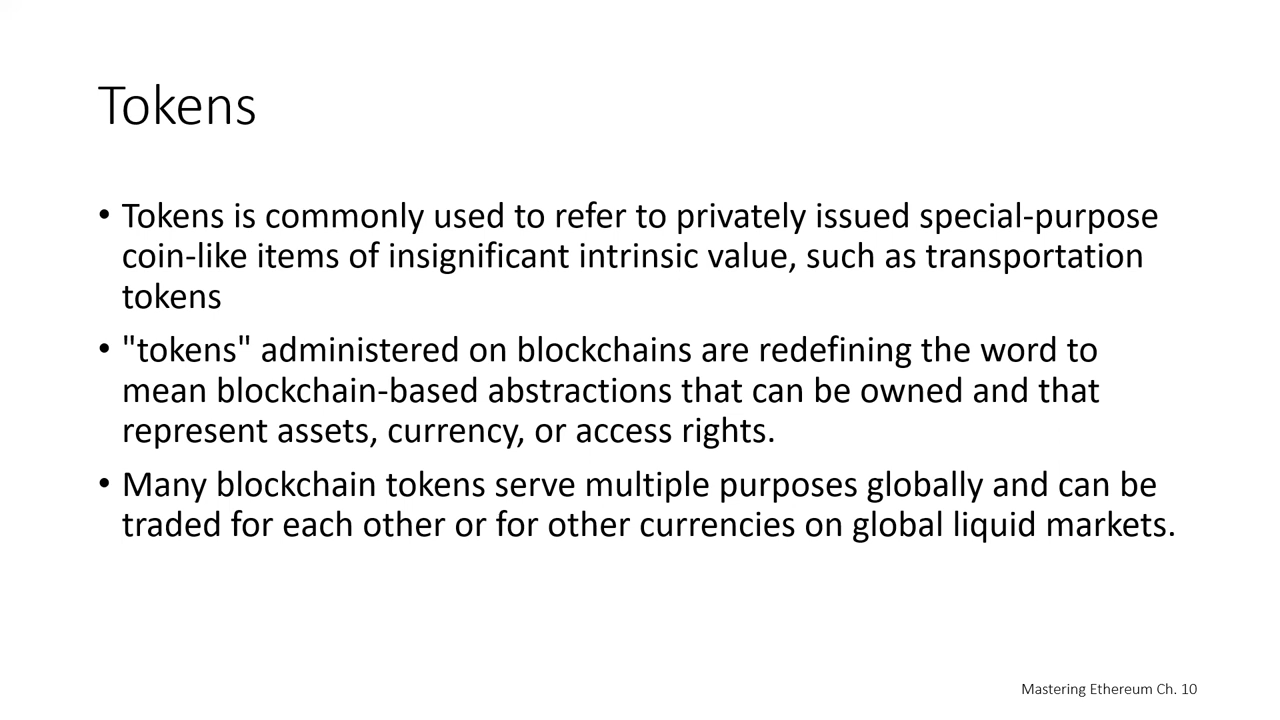 Tokens
• Tokens is commonly used to refer to privately issued special-purpose
coin-like items of insignificant intrinsic value, such as transportation
tokens
• "tokens" administered on blockchains are redefining the word to
mean blockchain-based abstractions that can be owned and that
represent assets, currency, or access rights.
• Many blockchain tokens serve multiple purposes globally and can be
traded for each other or for other currencies on global liquid markets.
Mastering Ethereum Ch. 10